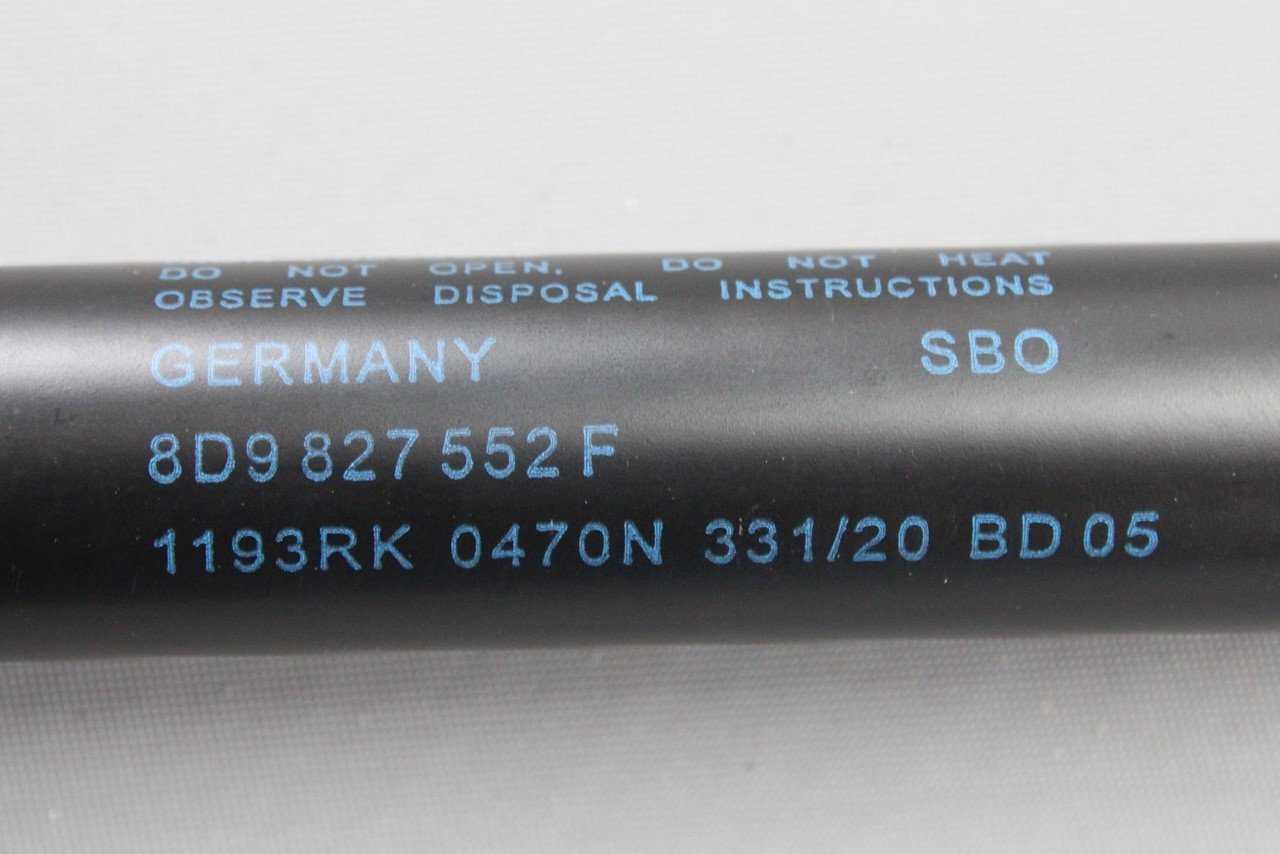 DO NOT OPEN. DO NOT HEAT
OBSERVE DISPOSAL INSTRUCTIONS
GERMANY SBO
8D9 827 552 F
1193RK 0470N 331/20 BD 05